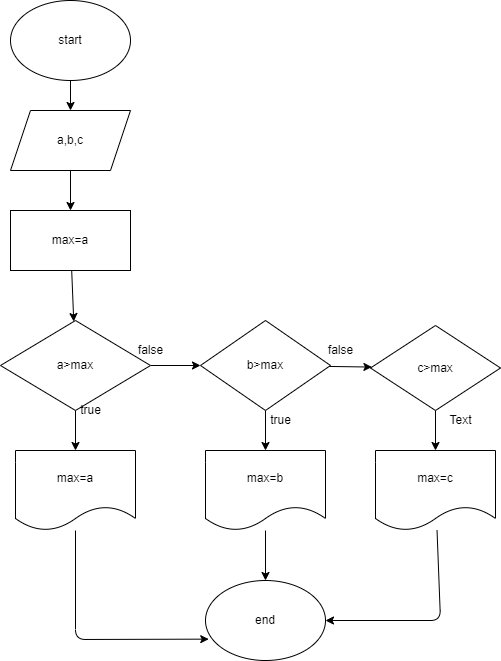 start
a,b,c
max=a
a>max
false
b>max
false
c>max
true
true
Text
max=a
max=b
max=c
end